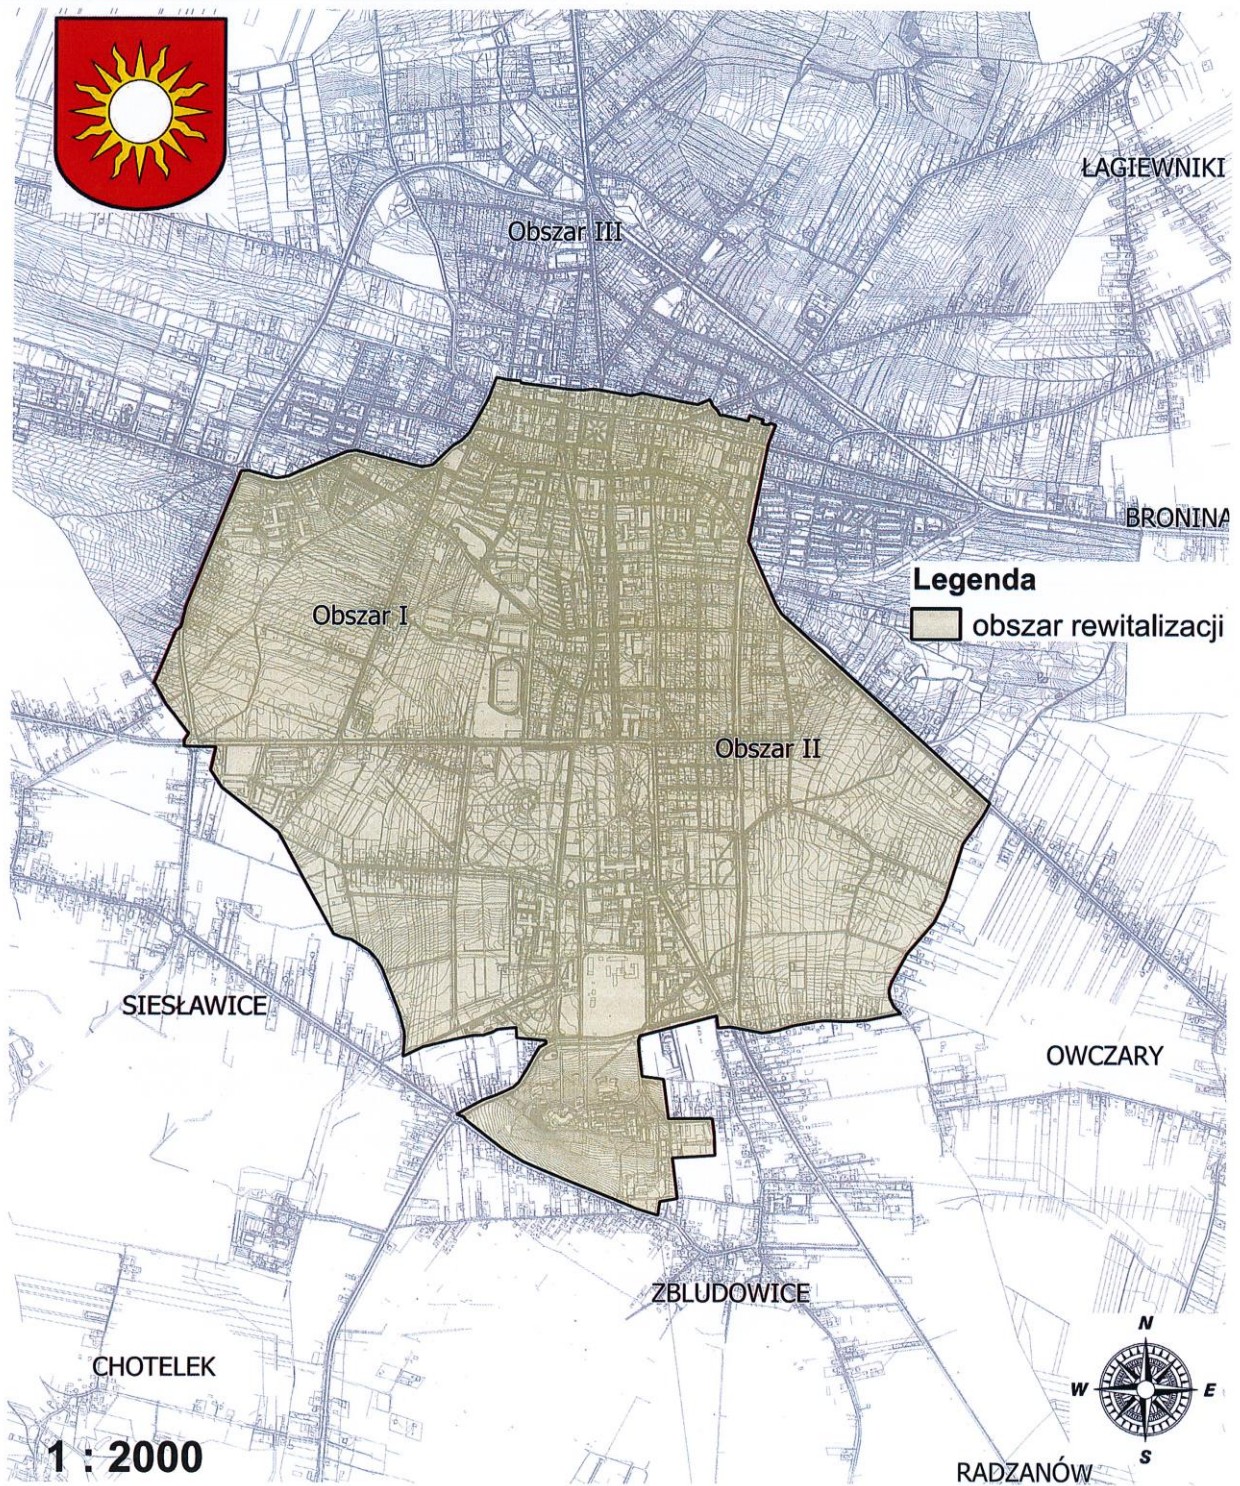 ŁAGIEWNIKI
Obszar III
BRONINA
Legenda
obszar rewitalizacji
Obszar I
Obszar II
SIESŁAWICE
OWCZARY
ZBLUDOWICE
N
CHOTELEK
W
E
1 : 2000
S
RADZANÓW